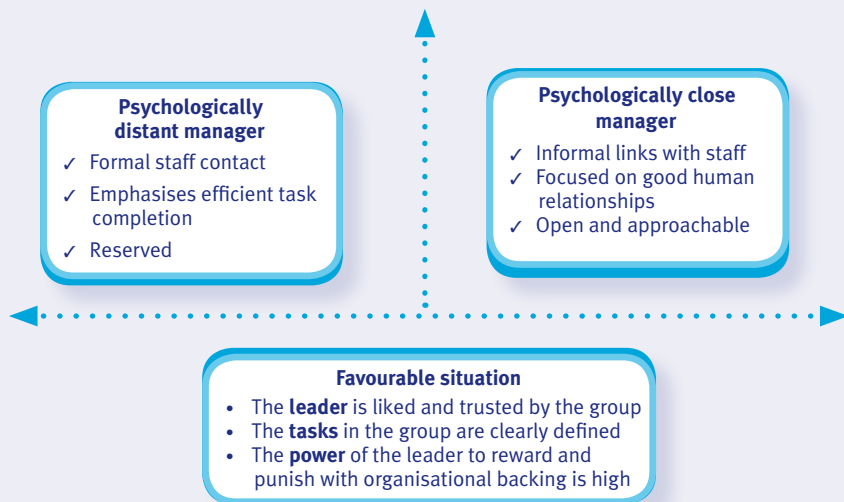 Psychologically
distant manager
✓ Formal staff contact
✓ Emphasises efficient task
completion
✓ Reserved
Psychologically close
manager
✓ Informal links with staff
✓ Focused on good human
relationships
✓ Open and approachable
Favourable situation
• The leader is liked and trusted by the group
• The tasks in the group are clearly defined
• The power of the leader to reward and
punish with organisational backing is high